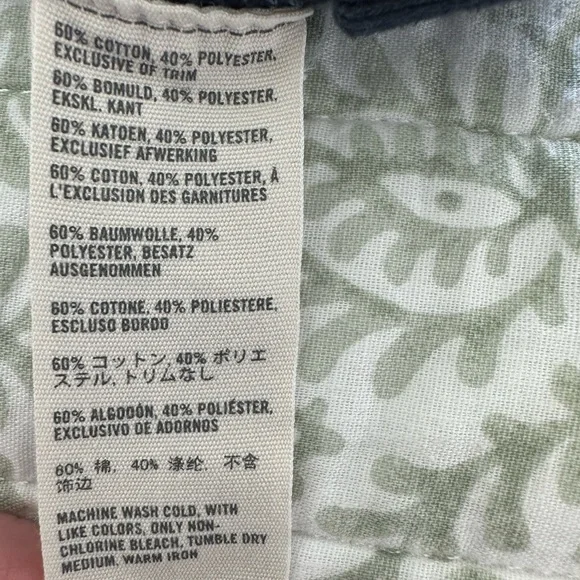 60% COTTON, 40% POLYESTER,
EXCLUSIVE OF TRIM
60% BOMULD, 40% POLYESTER,
EKSKL. KANT
60% KATOEN, 40% POLYESTER,
EXCLUSIEF AFWERKING
60% COTON, 40% POLYESTER, À
L'EXCLUSION DES GARNITURES
60% BAUMWOLLE, 40%
POLYESTER, BESATZ
AUSGENOMMEN
60% COTONE, 40% POLIESTERE,
ESCLUSO BORDO
60% コットン, 40% ポリエ
ステル, トリムなし
60% ALGODÓN, 40% POLIÉSTER,
EXCLUSIVO DE ADORNOS
60% 棉, 40% 涤纶, 不含
饰边
MACHINE WASH COLD, WITH
LIKE COLORS, ONLY NON-
CHLORINE BLEACH, TUMBLE DRY
MEDIUM, WARM IRON